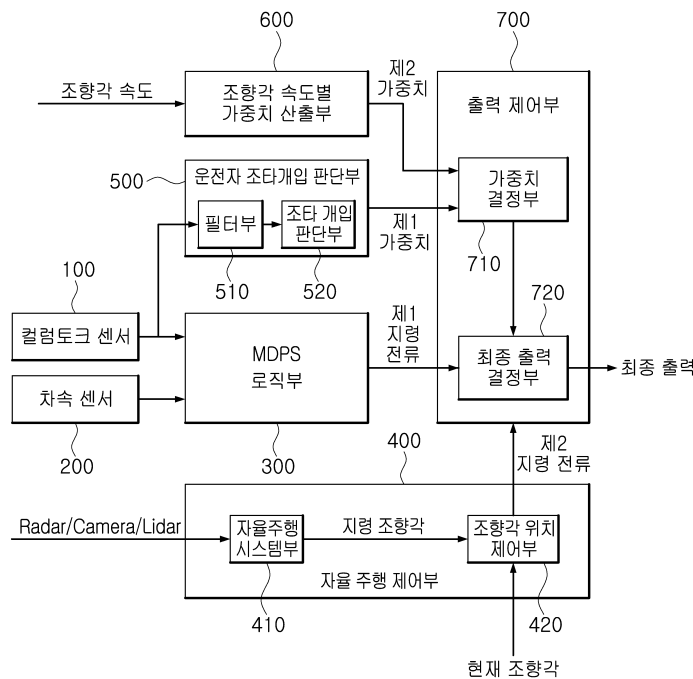 600
700
조향각 속도
조향각 속도별
가중치 산출부
제2
가중치
출력 제어부
500
운전자 조타개입 판단부
필터부
조타 개입
판단부
510
520
제1
가중치
가중치
결정부
710
100
컬럼토크 센서
차속 센서
200
MDPS
로직부
300
제1
지령
전류
720
최종 출력
결정부
최종 출력
400
제2
지령 전류
Radar/Camera/Lidar
자율주행
시스템부
지령 조향각
조향각 위치
제어부
자율 주행 제어부
410
420
현재 조향각